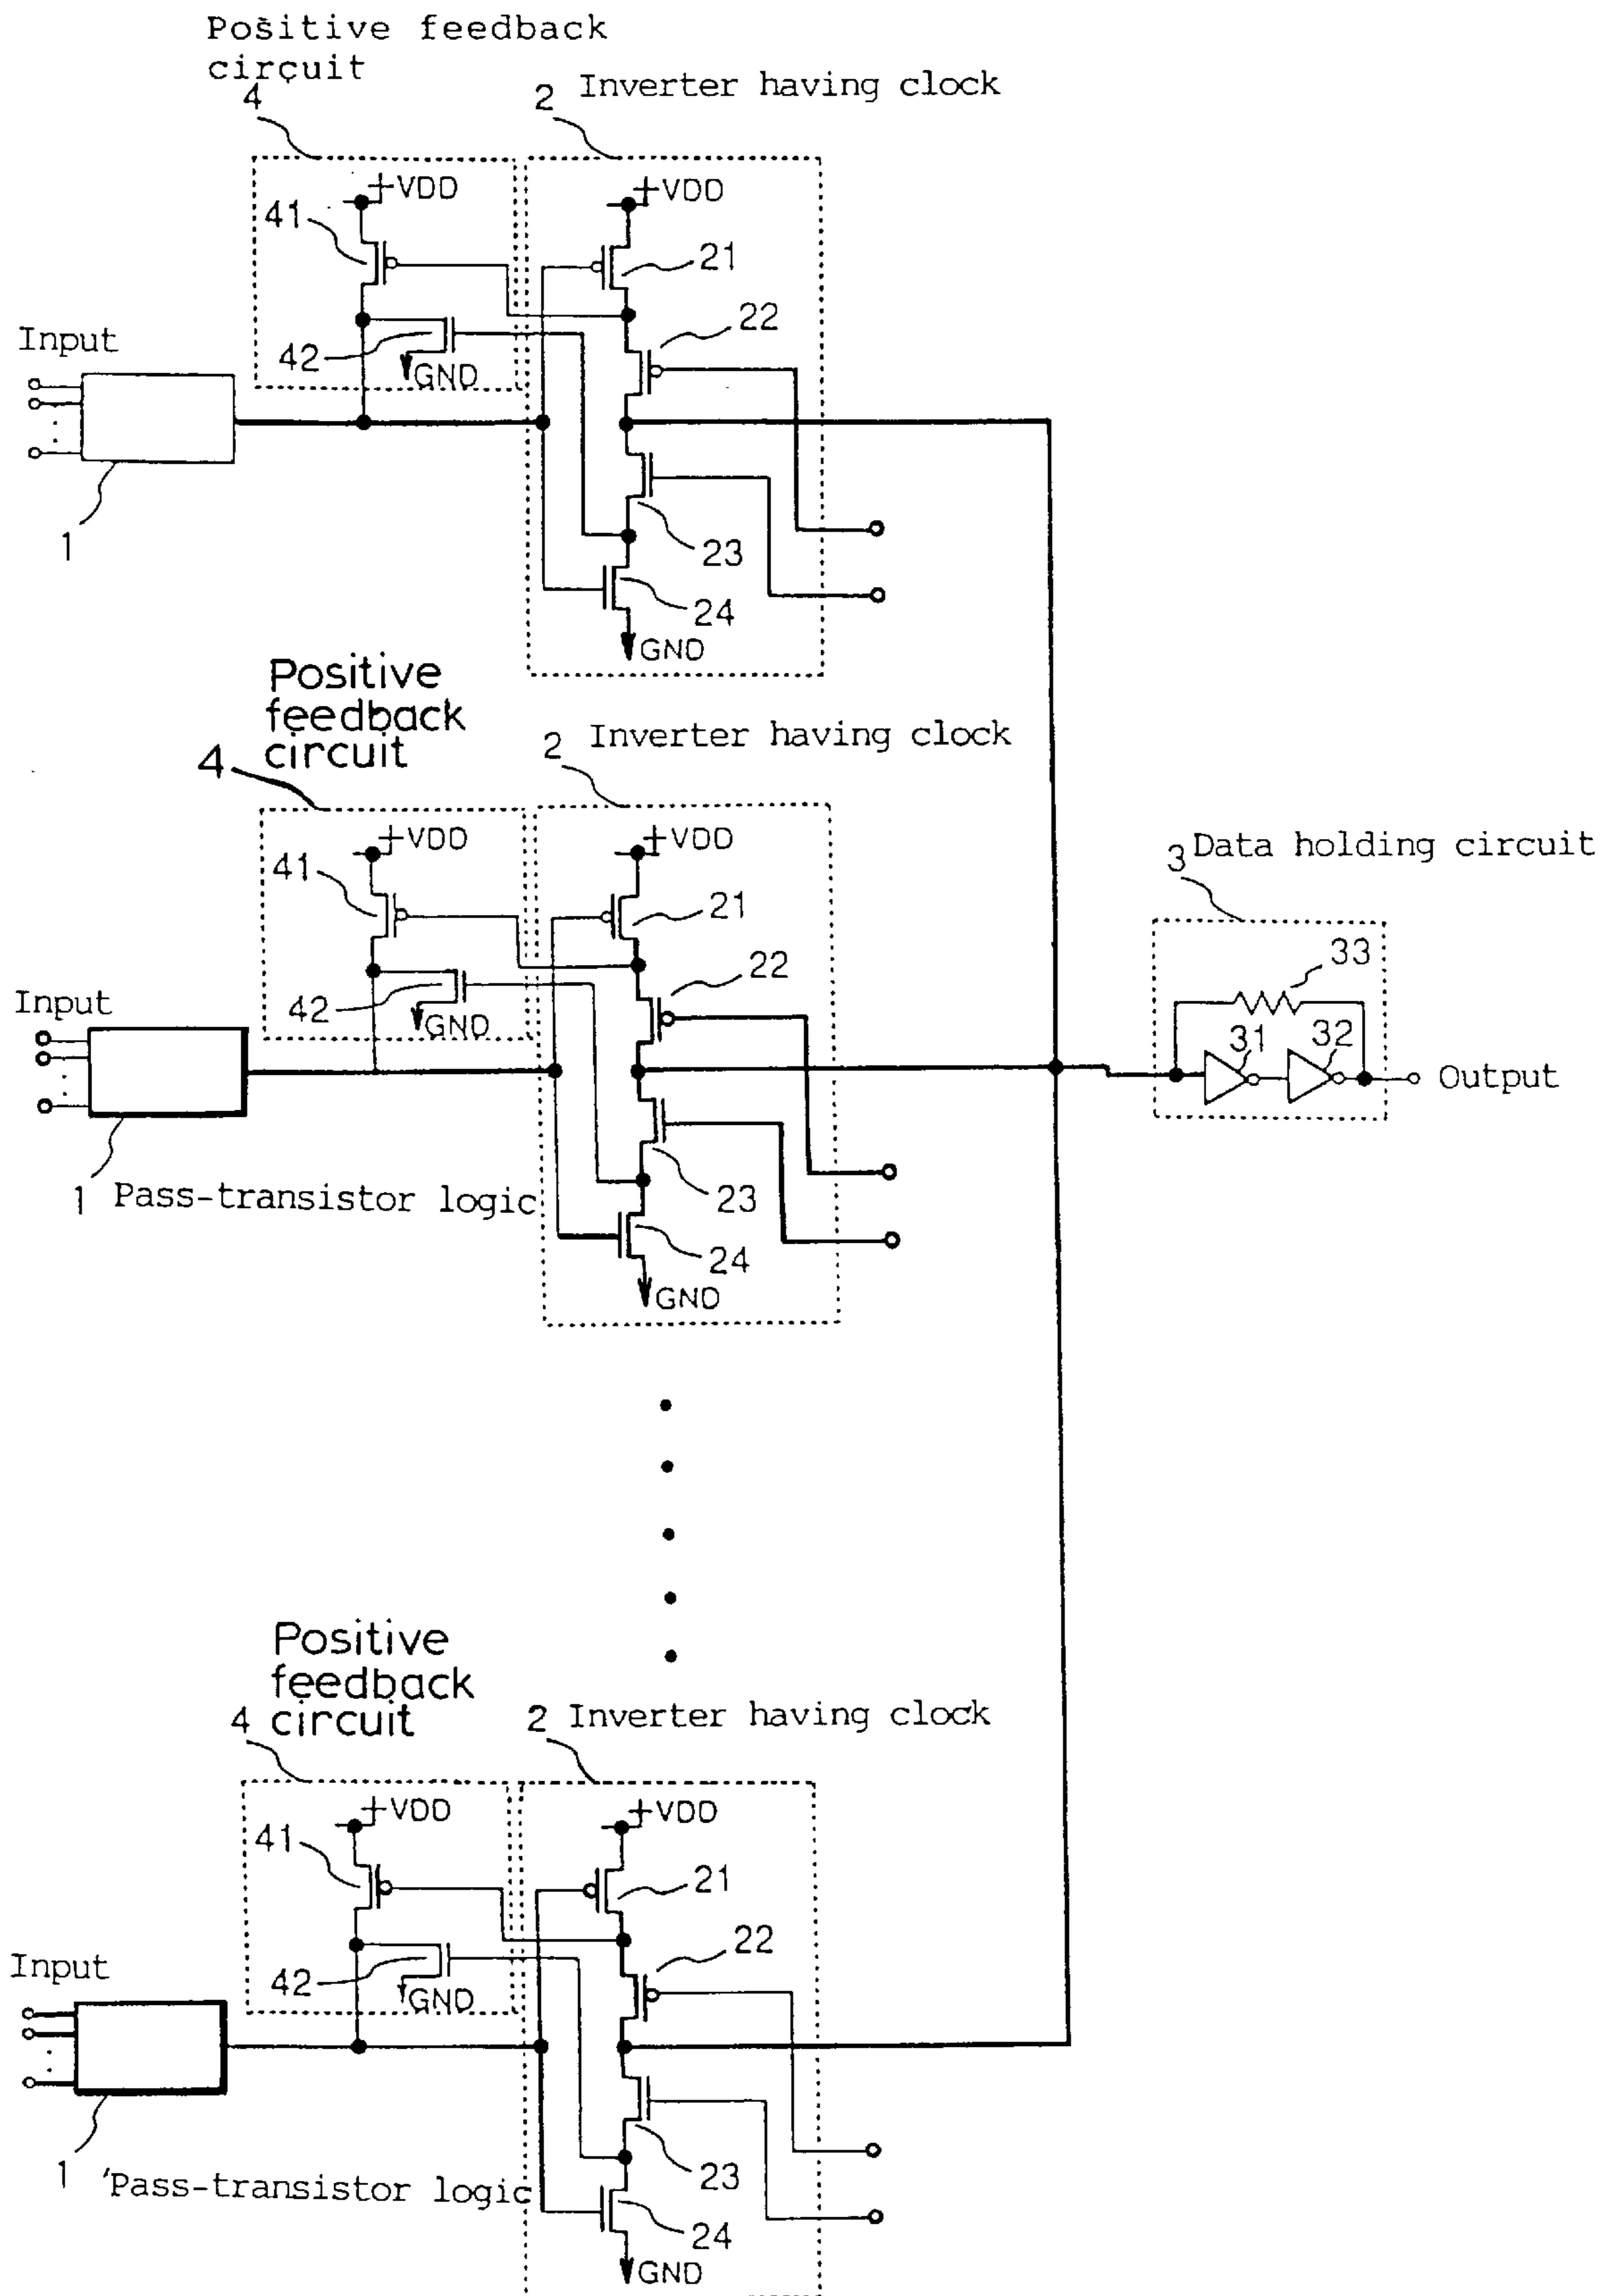 Positive feedback
circuit
4
2 Inverter having clock
+VDD
+VDD
41
21
22
Input
42
GND
1
23
24
GND
Positive
feedback
circuit
4
2 Inverter having clock
+VDD
+VDD
3 Data holding circuit
41
21
33
22
Input
42
GND
31
32
Output
1 Pass-transistor logic
23
24
GND
Positive
feedback
circuit
4
2 Inverter having clock
+VDD
+VDD
41
21
22
Input
42
GND
1 Pass-transistor logic
23
24
GND